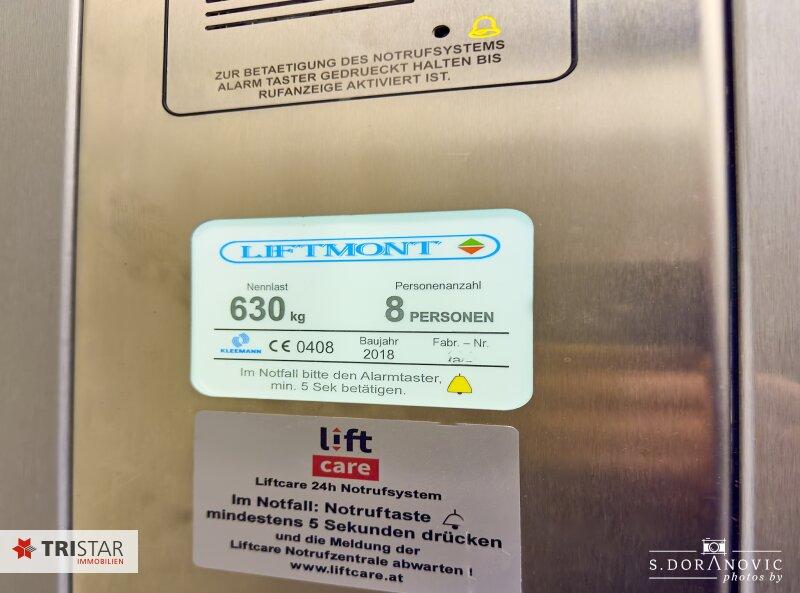 ZUR BETAETIGUNG DES NOTRUFSYSTEMS
ALARM TASTER GEDRUECKT HALTEN BIS
RUFANZEIGE AKTIVIERT IST.
LIFTMONT
Nennlast
630 kg
Personenanzahl
8 PERSONEN
KLEEMANN
CE 0408
Baujahr
2018
Fabr. – Nr.
Im Notfall bitte den Alarmtaster,
min. 5 Sek betätigen.
lift
care
Liftcare 24h Notrufsystem
Im Notfall: Notruftaste
mindestens 5 Sekunden drücken
und die Meldung der
Liftcare Notrufzentrale abwarten !
www.liftcare.at
TRISTAR
IMMOBILIEN
S.DORANOVIC
photos by